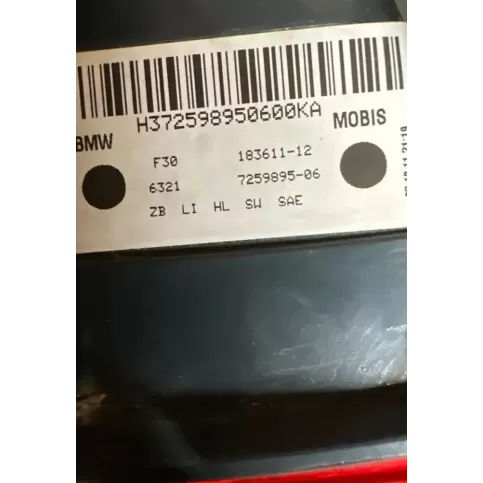 H372598950600KA
BMW
MOBIS
F30 183611-12
6321 7259895-06
ZB LI HL SW SAE